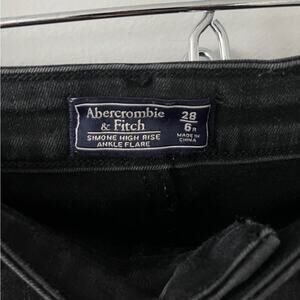 Abercrombie
& Fitch
SIMONE HIGH RISE
ANKLE FLARE
28
6R
MADE IN
CHINA